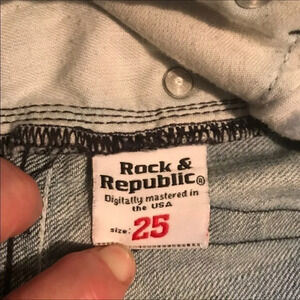 Rock &
Republic®
Digitally mastered in
the USA
size: 25